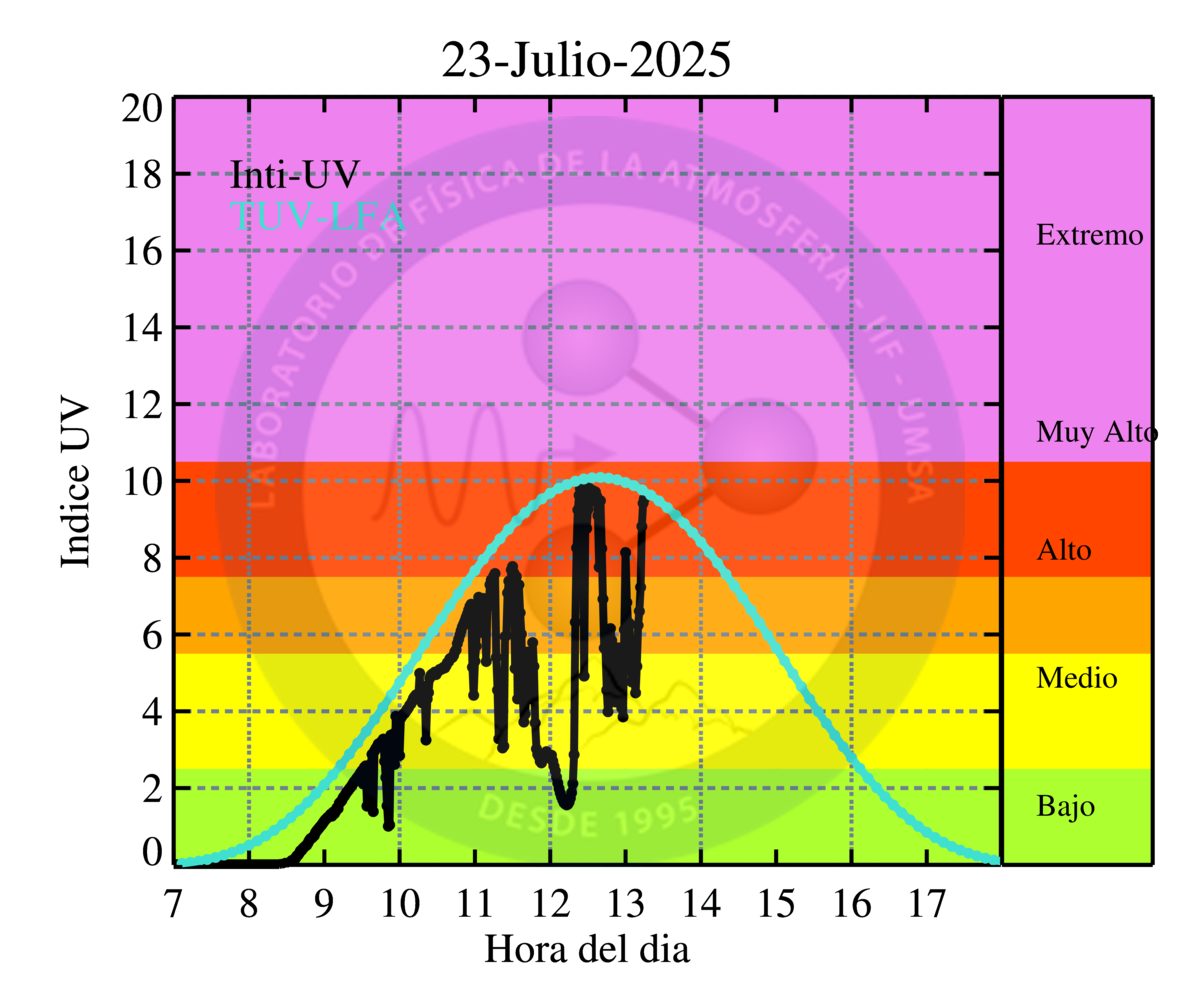 23-Julio-2025
Inti-UV
TUV-LFA
Indice UV
20
18
16
14
12
10
8
6
4
2
0
7 8 9 10 11 12 13 14 15 16 17
Hora del dia
Extremo
Muy Alto
Alto
Medio
Bajo
LABORATORIO DE FÍSICA DE LA ATMÓSFERA - IIF - UMSA
DESDE 1995